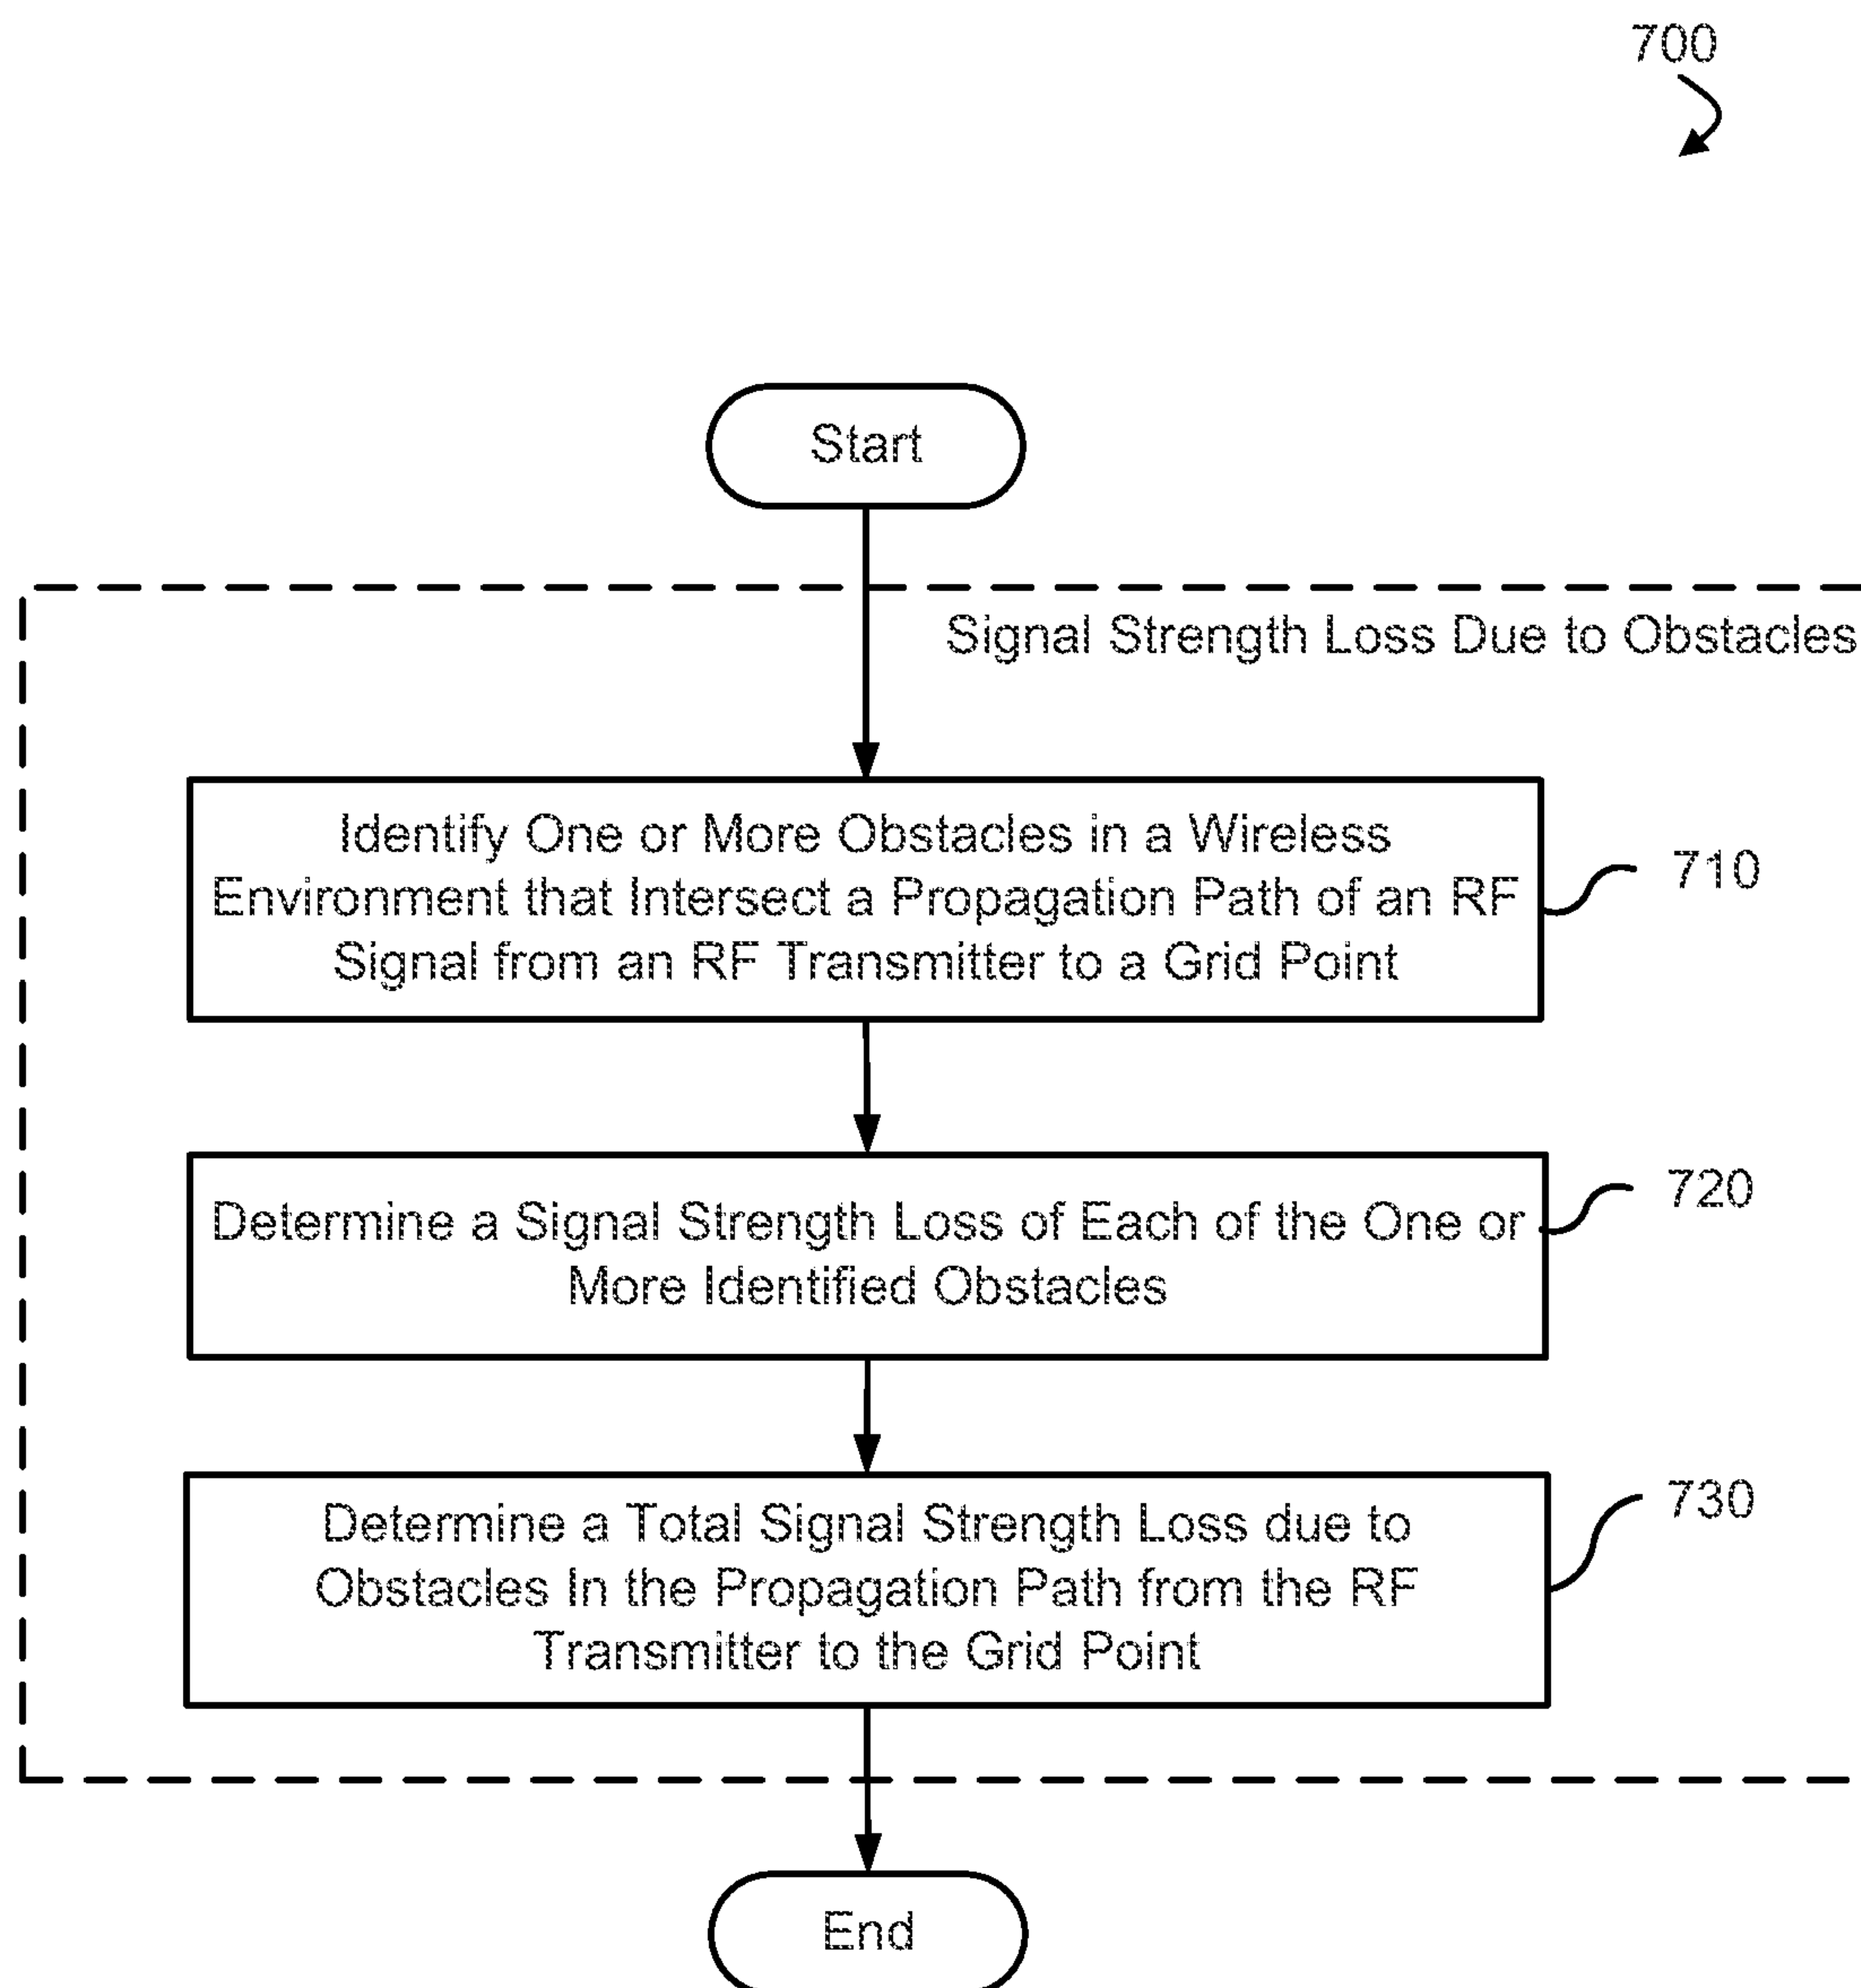 700
Start
Signal Strength Loss Due to Obstacles
Identify One or More Obstacles in a Wireless
Environment that Intersect a Propagation Path of an RF
Signal from an RF Transmitter to a Grid Point
710
Determine a Signal Strength Loss of Each of the One or
More Identified Obstacles
720
Determine a Total Signal Strength Loss due to
Obstacles In the Propagation Path from the RF
Transmitter to the Grid Point
730
End